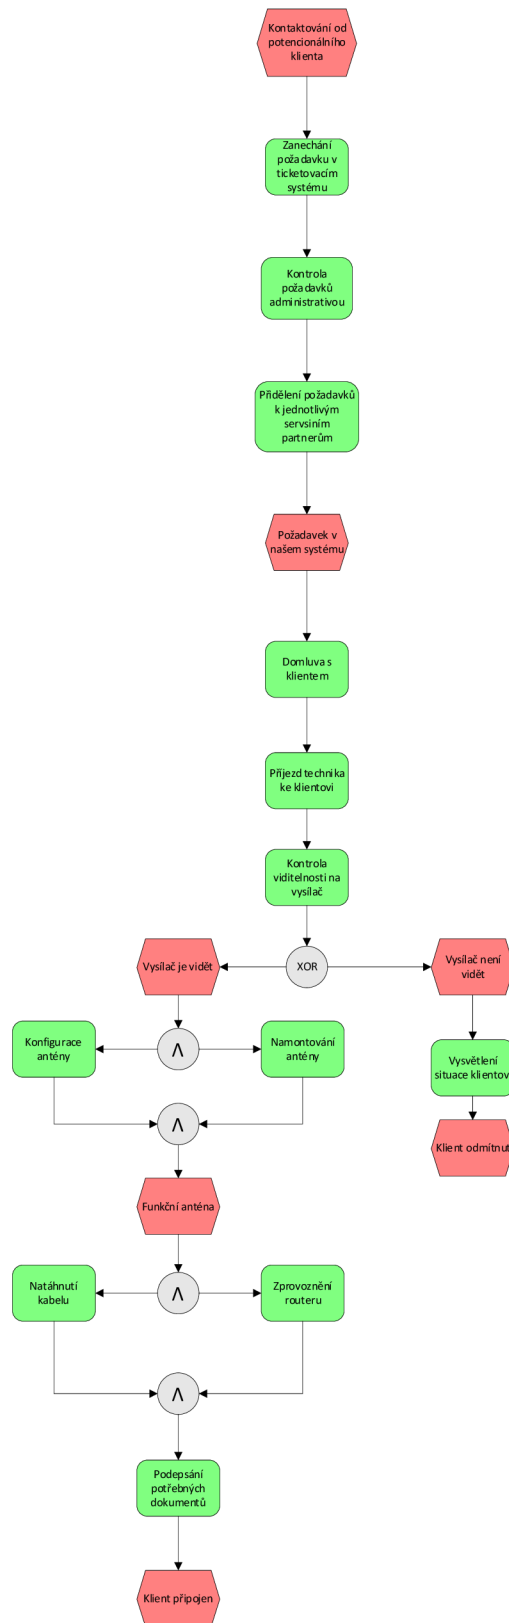 Kontaktování od
potencionálního
klienta
Zanechání
požadavku v
ticketovacím
systému
Kontrola
požadavků
administrativou
Přidělení požadavků
k jednotlivým
servsiním
partnerům
Požadavek v
našem systému
Domluva s
klientem
Příjezd technika
ke klientovi
Kontrola
viditelnosti na
vysílač
Vysílač je vidět
XOR
Vysílač není
vidět
Konfigurace
antény
Λ
Namontování
antény
Vysvětlení
situace klientov
Λ
Klient odmítnut
Funkční anténa
Natáhnutí
kabelu
Λ
Zprovoznění
routeru
Λ
Podepsání
potřebných
dokumentů
Klient připojen